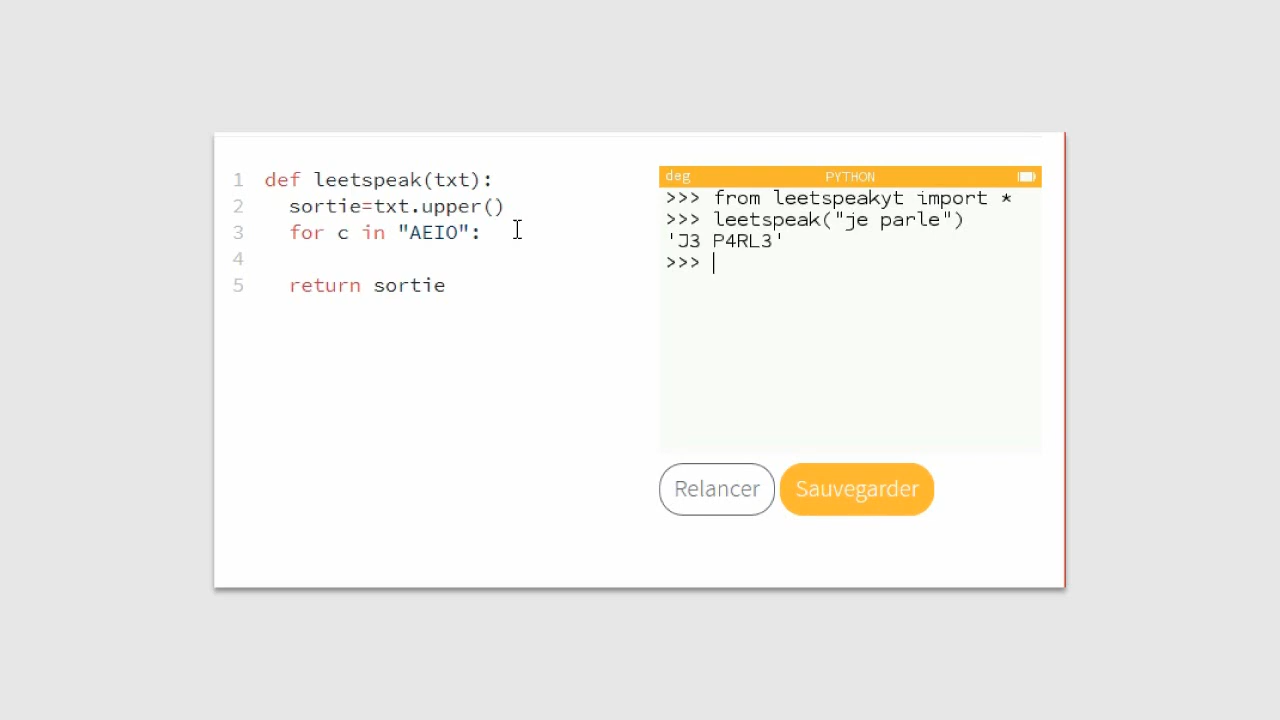 1 def leetspeak(txt):
2   sortie=txt.upper()
3   for c in "AEIO":
4
5   return sortie
deg PYTHON
>>> from leetspeakyt import *
>>> leetspeak("je parle")
'J3 P4RL3'
>>>
Relancer Sauvegarder